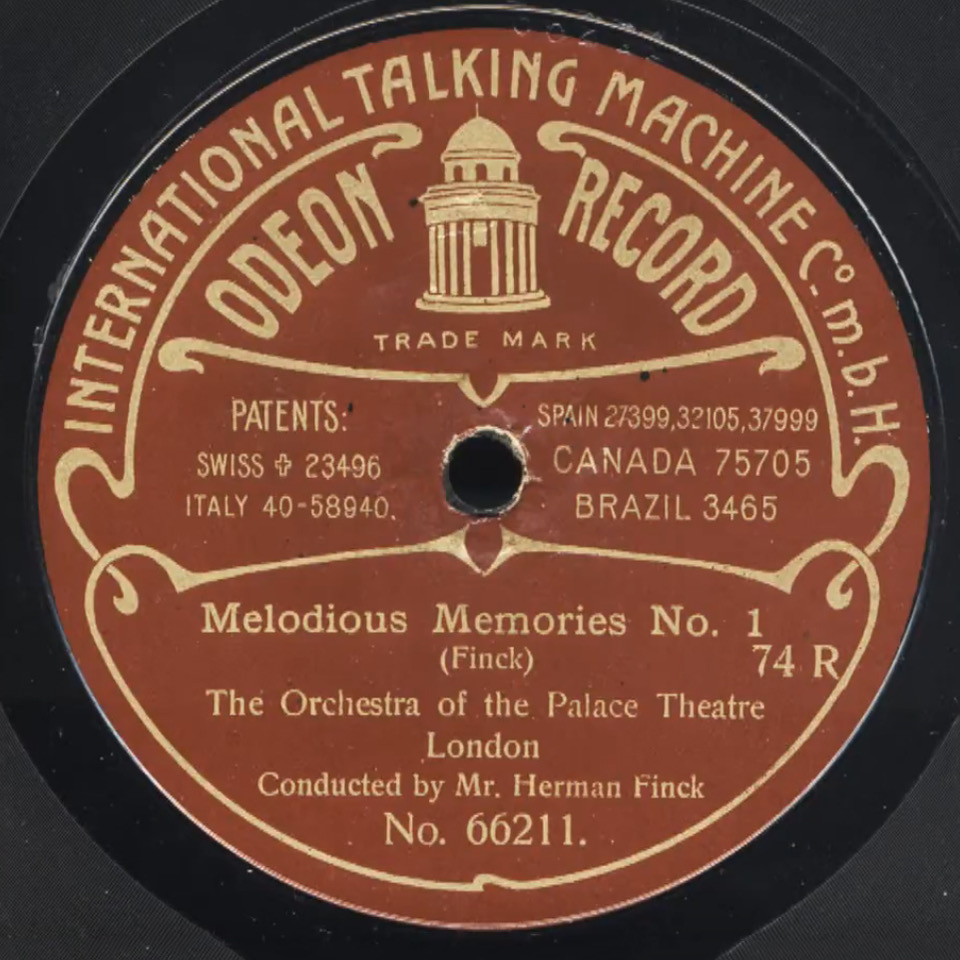 INTERNATIONAL TALKING MACHINE Co. m.b.H.
ODEON RECORD
TRADE MARK
PATENTS:
SWISS ✚ 23496
ITALY 40-58940.
SPAIN 27399,32105,37999
CANADA 75705
BRAZIL 3465
Melodious Memories No. 1
(Finck)
74 R
The Orchestra of the Palace Theatre
London
Conducted by Mr. Herman Finck
No. 66211.